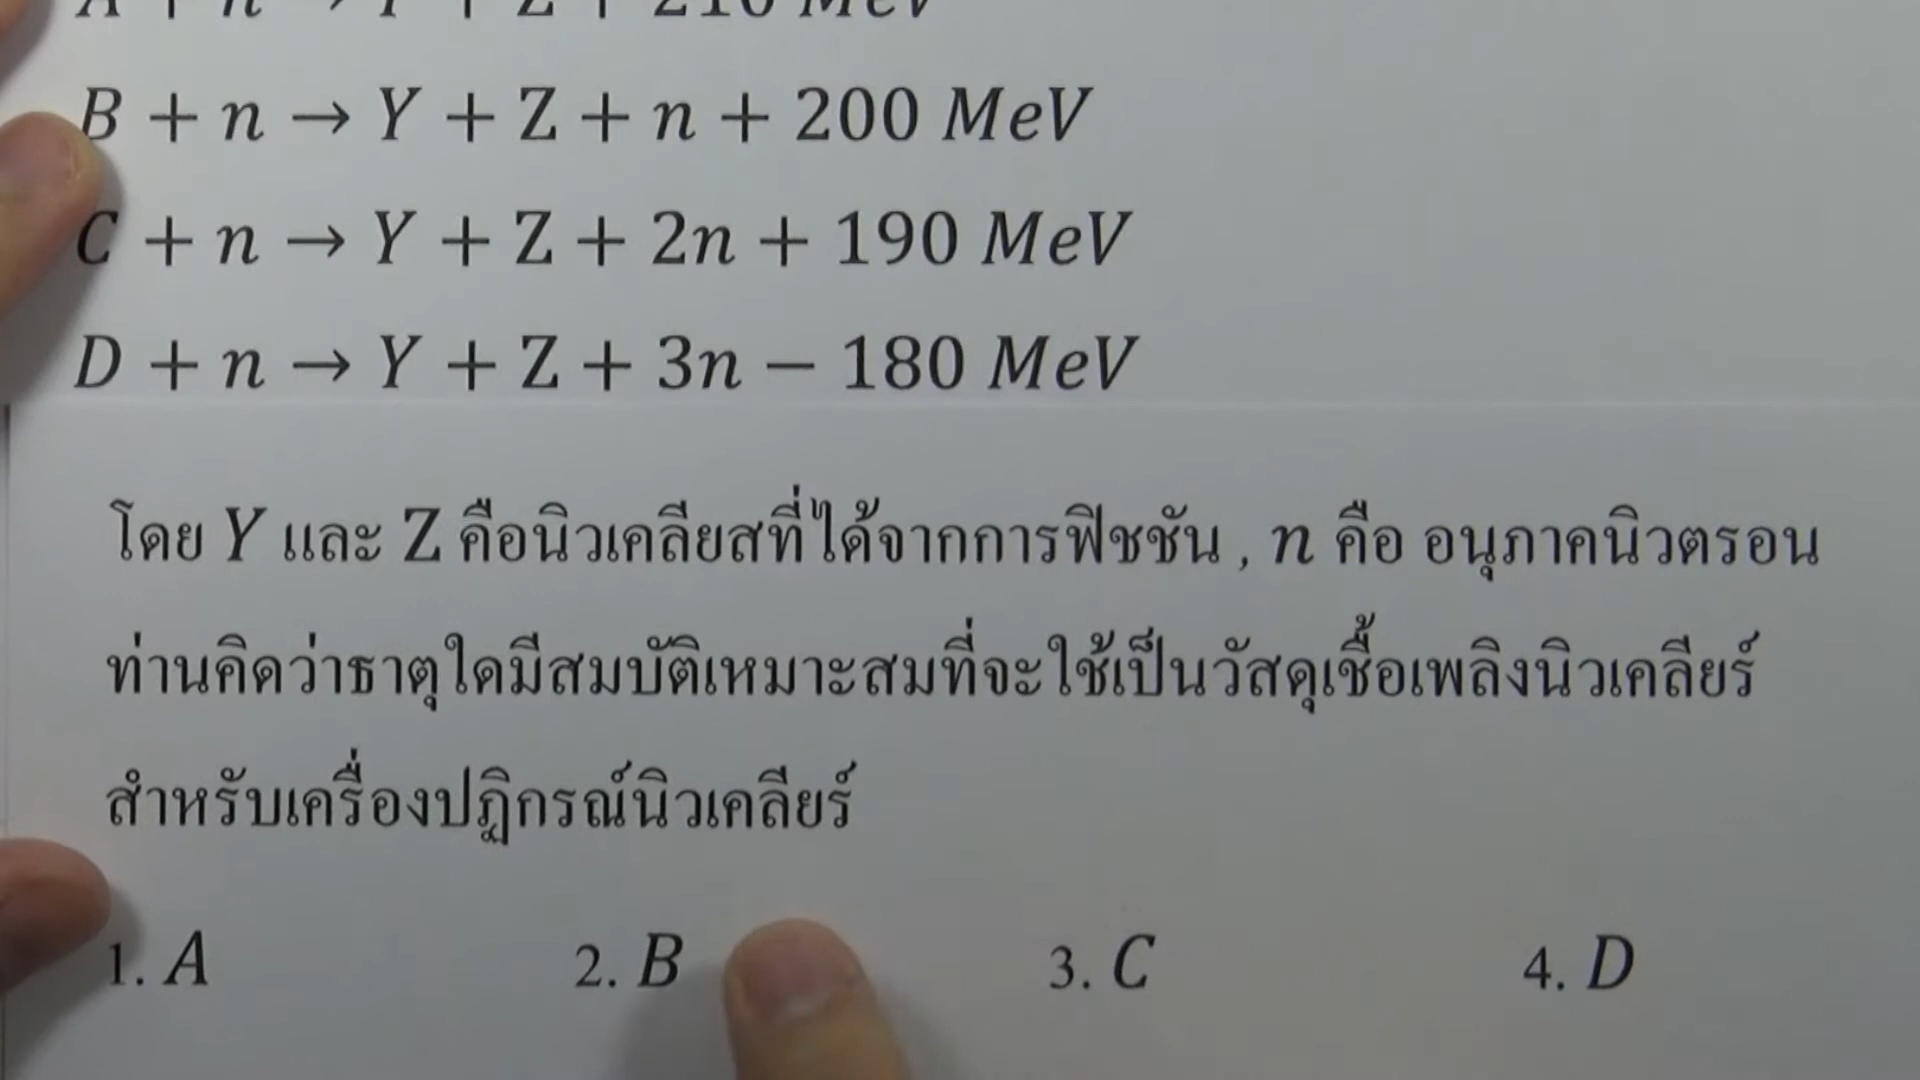 A + n → Y + Z + 210 MeV
B + n → Y + Z + n + 200 MeV
C + n → Y + Z + 2n + 190 MeV
D + n → Y + Z + 3n − 180 MeV
โดย Y และ Z คือนิวเคลียสที่ได้จากการฟิชชัน , n คือ อนุภาคนิวตรอน
ท่านคิดว่าธาตุใดมีสมบัติเหมาะสมที่จะใช้เป็นวัสดุเชื้อเพลิงนิวเคลียร์
สำหรับเครื่องปฏิกรณ์นิวเคลียร์
1. A 2. B 3. C 4. D